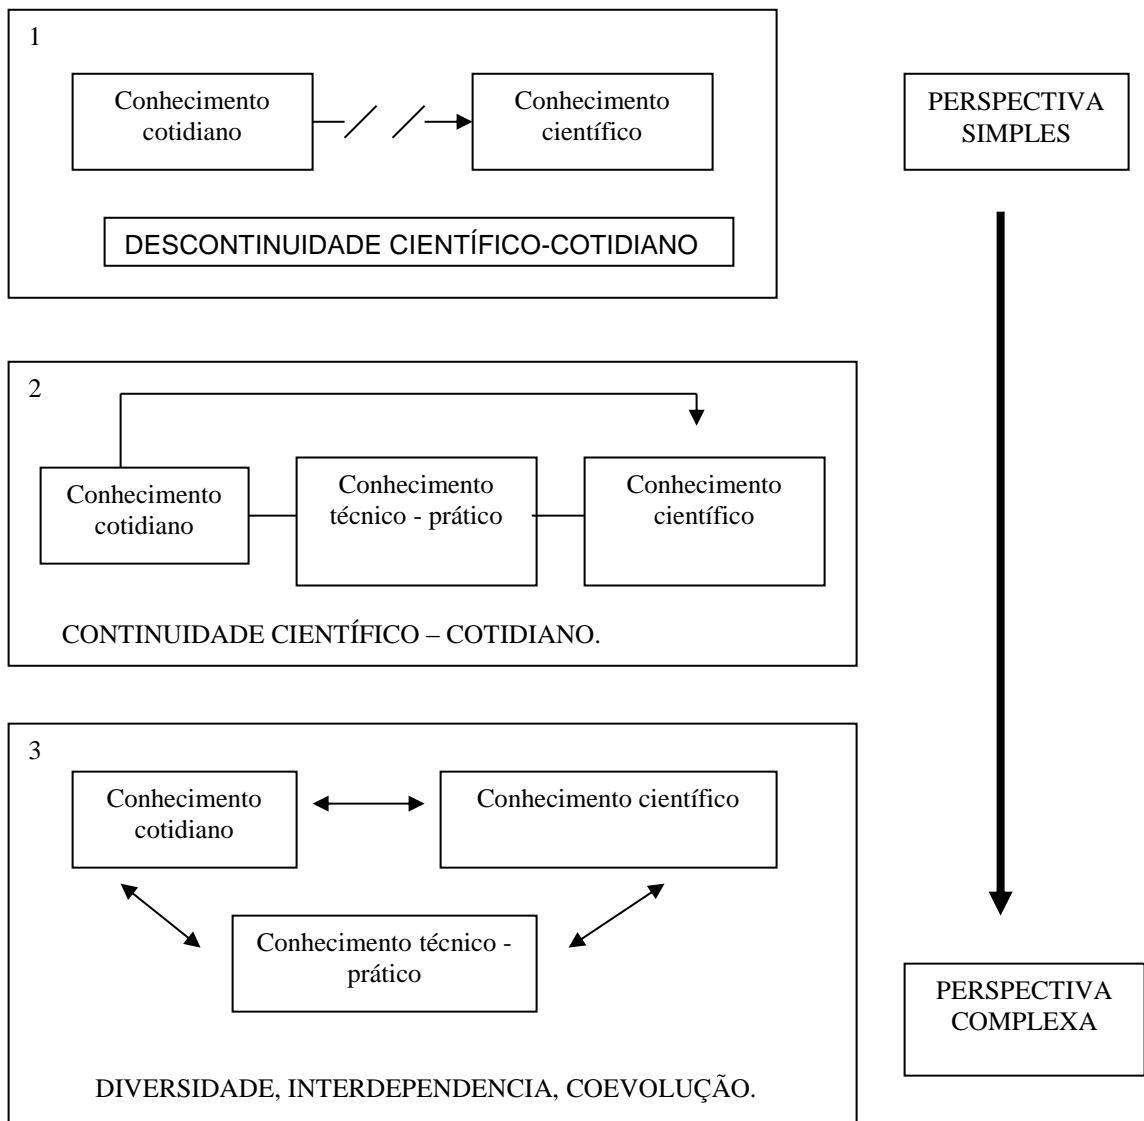 1
Conhecimento
cotidiano
Conhecimento
científico
DESCONTINUIDADE CIENTÍFICO-COTIDIANO
PERSPECTIVA
SIMPLES
2
Conhecimento
cotidiano
Conhecimento
técnico - prático
Conhecimento
científico
CONTINUIDADE CIENTÍFICO – COTIDIANO.
3
Conhecimento
cotidiano
Conhecimento científico
Conhecimento técnico -
prático
DIVERSIDADE, INTERDEPENDENCIA, COEVOLUÇÃO.
PERSPECTIVA
COMPLEXA